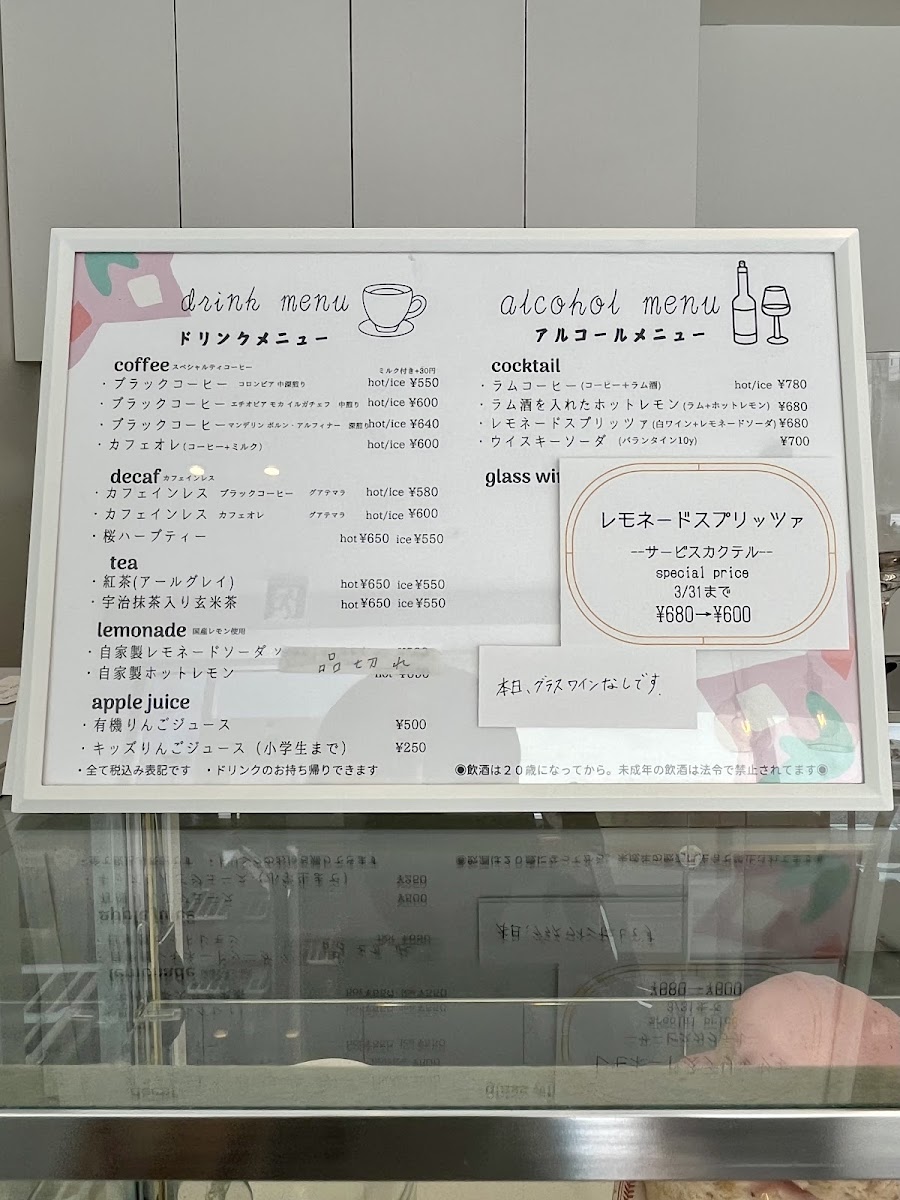 drink menu
ドリンクメニュー
coffee スペシャルティコーヒー
ミルク付き+30円
・ブラックコーヒー コロンビア 中深煎り hot/ice ¥550
・ブラックコーヒー エチオピア モカ イルガチェフ 中煎り hot/ice ¥600
・ブラックコーヒー マンデリン ポルン・アルフィナー 深煎り hot/ice ¥640
・カフェオレ(コーヒー+ミルク) hot/ice ¥600
decaf カフェインレス
・カフェインレス ブラックコーヒー グアテマラ hot/ice ¥580
・カフェインレス カフェオレ グアテマラ hot/ice ¥600
・桜ハーブティー hot ¥650 ice ¥550
tea
・紅茶(アールグレイ) hot ¥650 ice ¥550
・宇治抹茶入り玄米茶 hot ¥650 ice ¥550
lemonade 国産レモン使用
・自家製レモネードソーダ
品切れ
・自家製ホットレモン hot
apple juice
・有機りんごジュース ¥500
・キッズりんごジュース（小学生まで） ¥250
・全て税込み表記です ・ドリンクのお持ち帰りできます
alcohol menu
アルコールメニュー
cocktail
・ラムコーヒー(コーヒー+ラム酒) hot/ice ¥780
・ラム酒を入れたホットレモン(ラム+ホットレモン) ¥680
・レモネードスプリッツァ(白ワイン+レモネードソーダ) ¥680
・ウイスキーソーダ (バランタイン10y) ¥700
glass
レモネードスプリッツァ
--サービスカクテル--
special price
3/31まで
¥680→¥600
本日、グラスワインなしです。
◉飲酒は２０歳になってから。未成年の飲酒は法令で禁止されてます◉